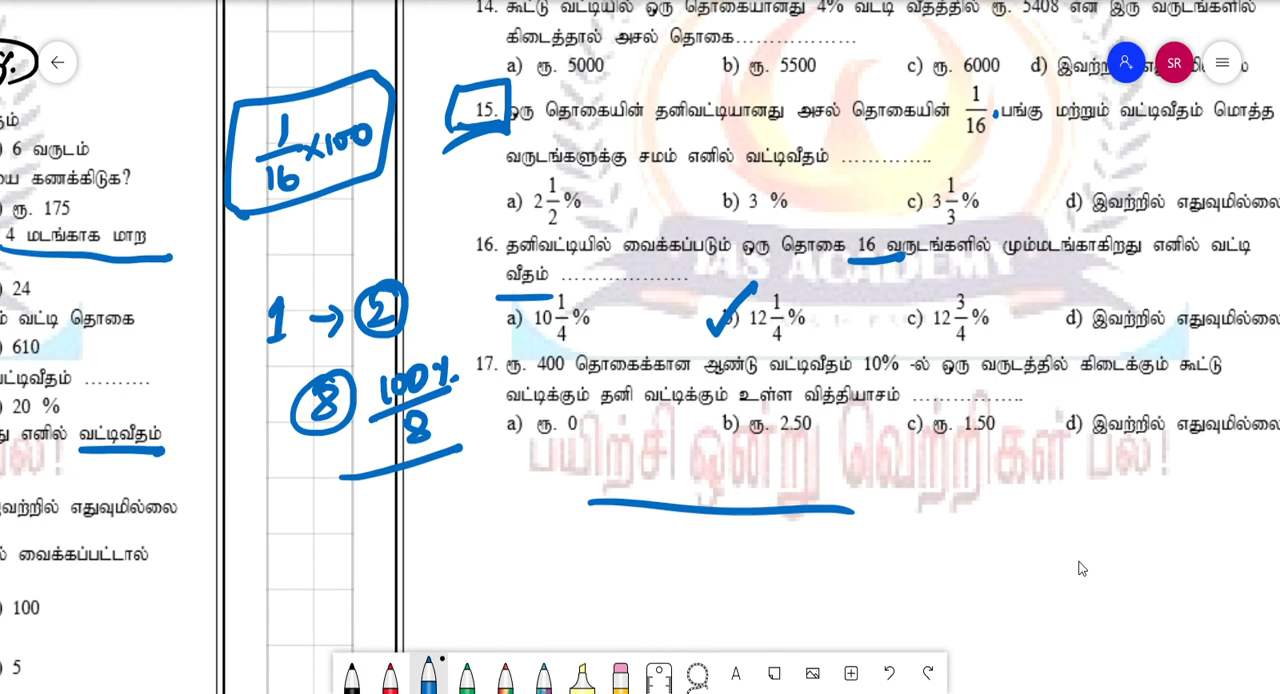 தம்
) 6 வருடம்
யை கணக்கிடுக?
) ரூ. 175
4 மடங்காக மாற
) 24
ம் வட்டி தொகை
) 610
வட்டிவீதம் ……….
) 20 %
து எனில் வட்டிவீதம்
வற்றில் எதுவுமில்லை
ல் வைக்கப்பட்டால்
) 100
) 5
1/16 × 100
1 → 2
8 100%/8
14. கூட்டு வட்டியில் ஒரு தொகையானது 4% வட்டி வீதத்தில் ரூ. 5408 என இரு வருடங்களில்
கிடைத்தால் அசல் தொகை………………
a) ரூ. 5000 b) ரூ. 5500 c) ரூ. 6000 d)
SR
15. ஒரு தொகையின் தனிவட்டியானது அசல் தொகையின் 1/16 பங்கு மற்றும் வட்டிவீதம் மொத்த
வருடங்களுக்கு சமம் எனில் வட்டிவீதம் …………..
a) 2 1/2 % b) 3 % c) 3 1/3 % d) இவற்றில் எதுவுமில்லை
16. தனிவட்டியில் வைக்கப்படும் ஒரு தொகை 16 வருடங்களில் மும்மடங்காகிறது எனில் வட்டி
வீதம் ………………..
IAS ACADEMY
a) 10 1/4 % b) 12 1/4 % c) 12 3/4 % d) இவற்றில் எதுவுமில்லை
17. ரூ. 400 தொகைக்கான ஆண்டு வட்டிவீதம் 10% -ல் ஒரு வருடத்தில் கிடைக்கும் கூட்டு
வட்டிக்கும் தனி வட்டிக்கும் உள்ள வித்தியாசம் ………………..
a) ரூ. 0 b) ரூ. 2.50 c) ரூ. 1.50 d) இவற்றில் எதுவுமில்லை
பயிற்சி ஒன்று வெற்றிகள் பல!